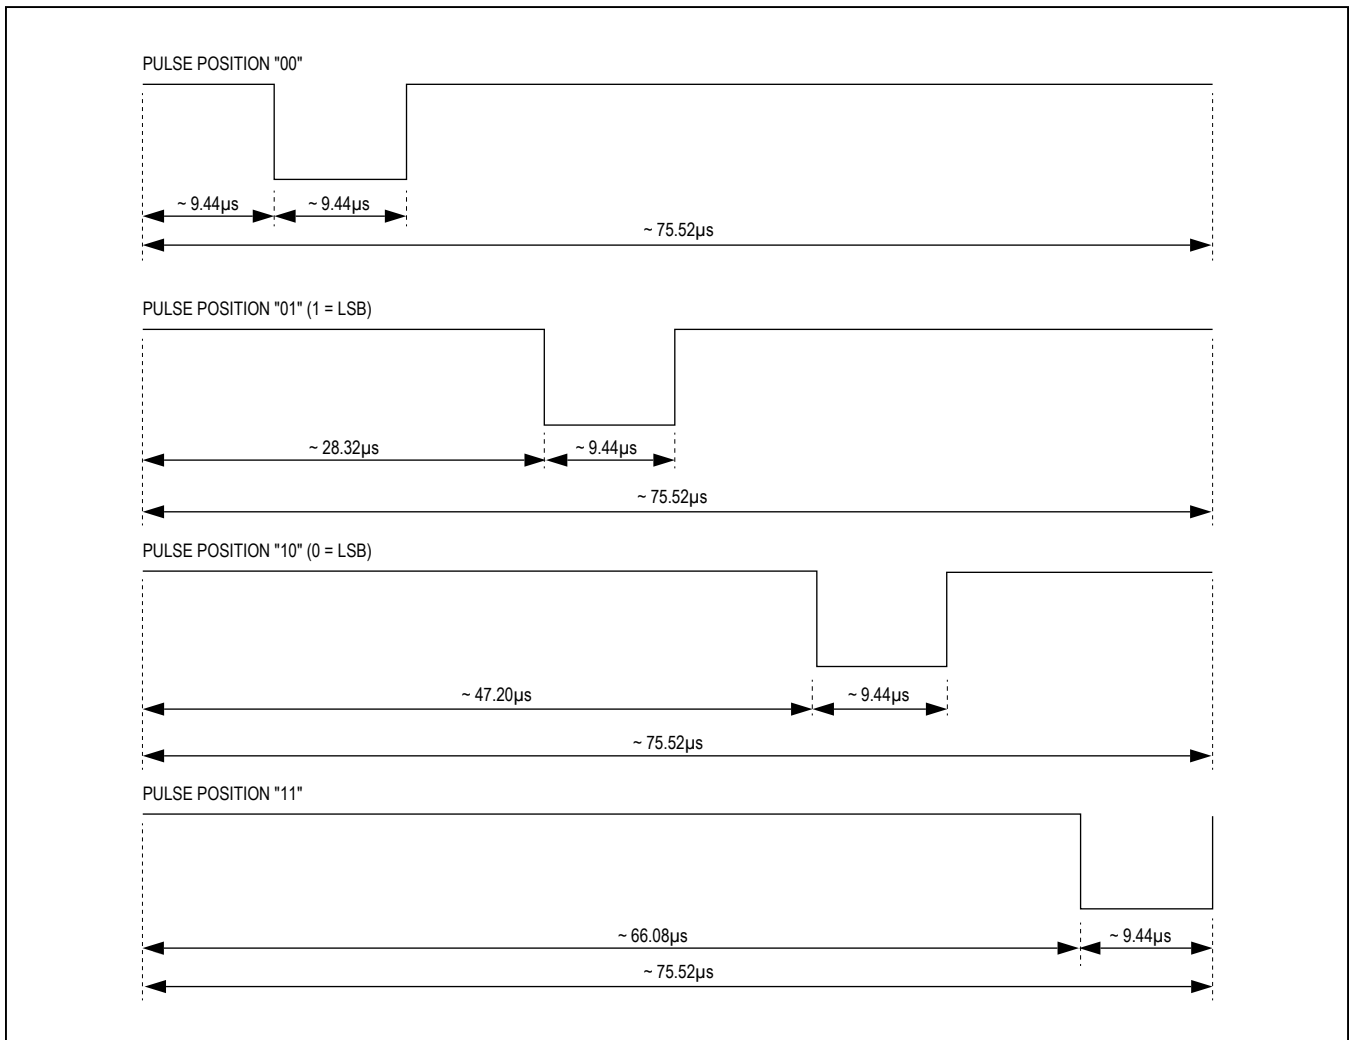 PULSE POSITION "00"
~ 9.44µs
~ 9.44µs
~ 75.52µs
PULSE POSITION "01" (1 = LSB)
~ 28.32µs
~ 9.44µs
~ 75.52µs
PULSE POSITION "10" (0 = LSB)
~ 47.20µs
~ 9.44µs
~ 75.52µs
PULSE POSITION "11"
~ 66.08µs
~ 9.44µs
~ 75.52µs